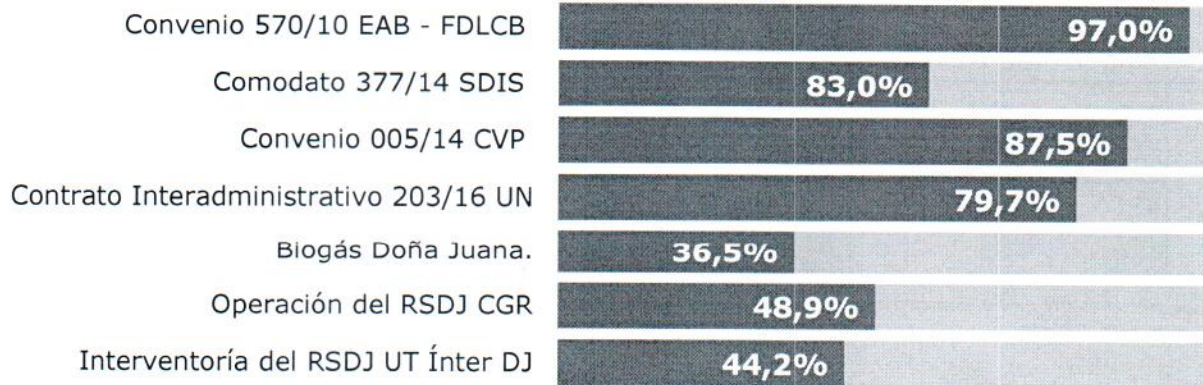 Convenio 570/10 EAB - FDLCB 97,0%
Comodato 377/14 SDIS 83,0%
Convenio 005/14 CVP 87,5%
Contrato Interadministrativo 203/16 UN 79,7%
Biogás Doña Juana. 36,5%
Operación del RSDJ CGR 48,9%
Interventoría del RSDJ UT Ínter DJ 44,2%